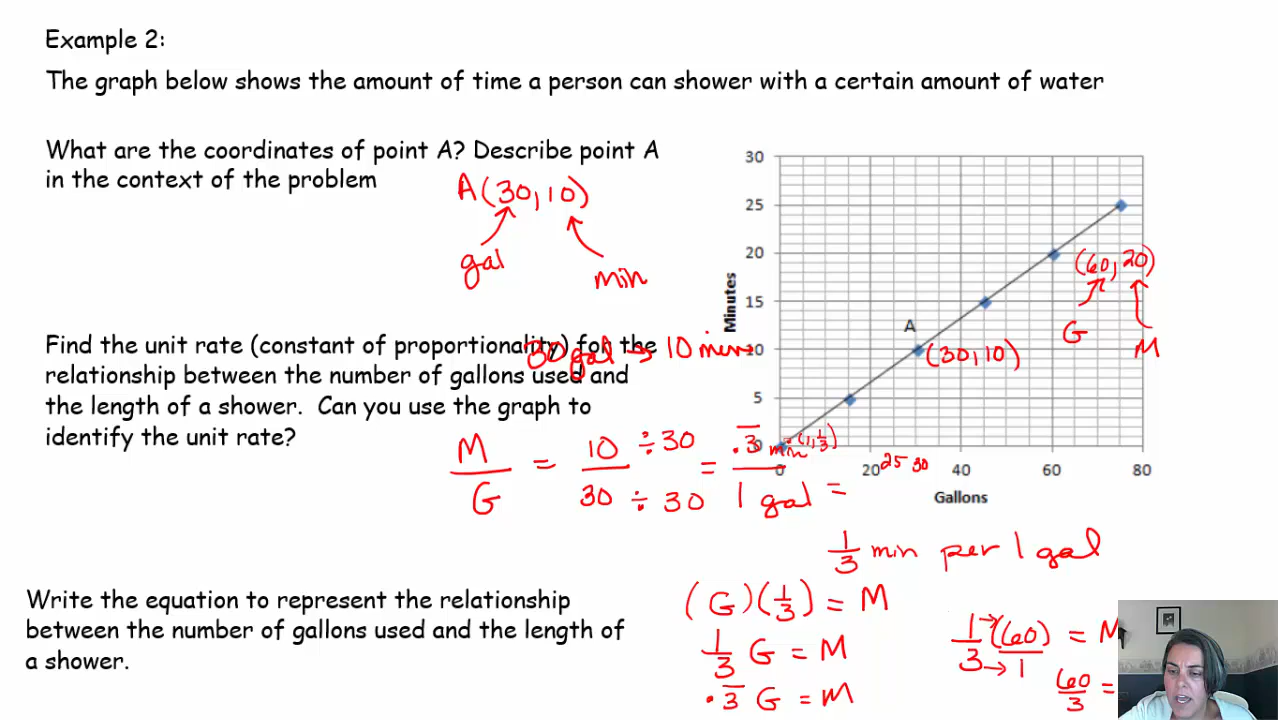 Example 2:
The graph below shows the amount of time a person can shower with a certain amount of water
What are the coordinates of point A? Describe point A
in the context of the problem
A(30,10)
gal
min
Find the unit rate (constant of proportionality) for the
relationship between the number of gallons used and
the length of a shower. Can you use the graph to
identify the unit rate?
30 gal → 10 min
M/G = 10/30 ÷30/÷30 = .3̅ min/1 gal =
1/3 min per 1 gal
Write the equation to represent the relationship
between the number of gallons used and the length of
a shower.
(G)(1/3) = M
1/3 G = M
.3̅ G = M
1/3 (60)/1 = M
60/3 =
Minutes
30
25
20
15
10
5
0
(60,20)
G
M
A
(30,10)
(1,1/3)
0 20 25 30 40 60 80
Gallons